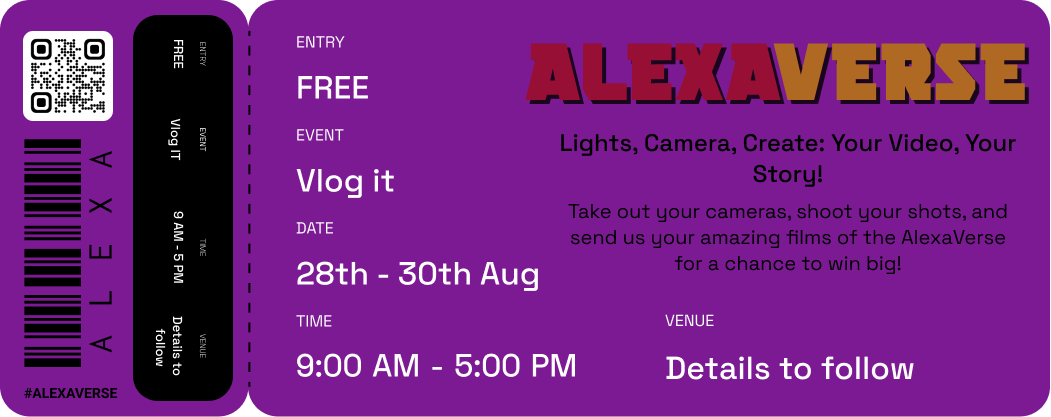 ENTRY
FREE
EVENT
Vlog IT
TIME
9 AM - 5 PM
VENUE
Details to
follow
A L E X A
#ALEXAVERSE
ENTRY
FREE
EVENT
Vlog it
DATE
28th - 30th Aug
TIME
9:00 AM - 5:00 PM
ALEXAVERSE
Lights, Camera, Create: Your Video, Your
Story!
Take out your cameras, shoot your shots, and
send us your amazing films of the AlexaVerse
for a chance to win big!
VENUE
Details to follow